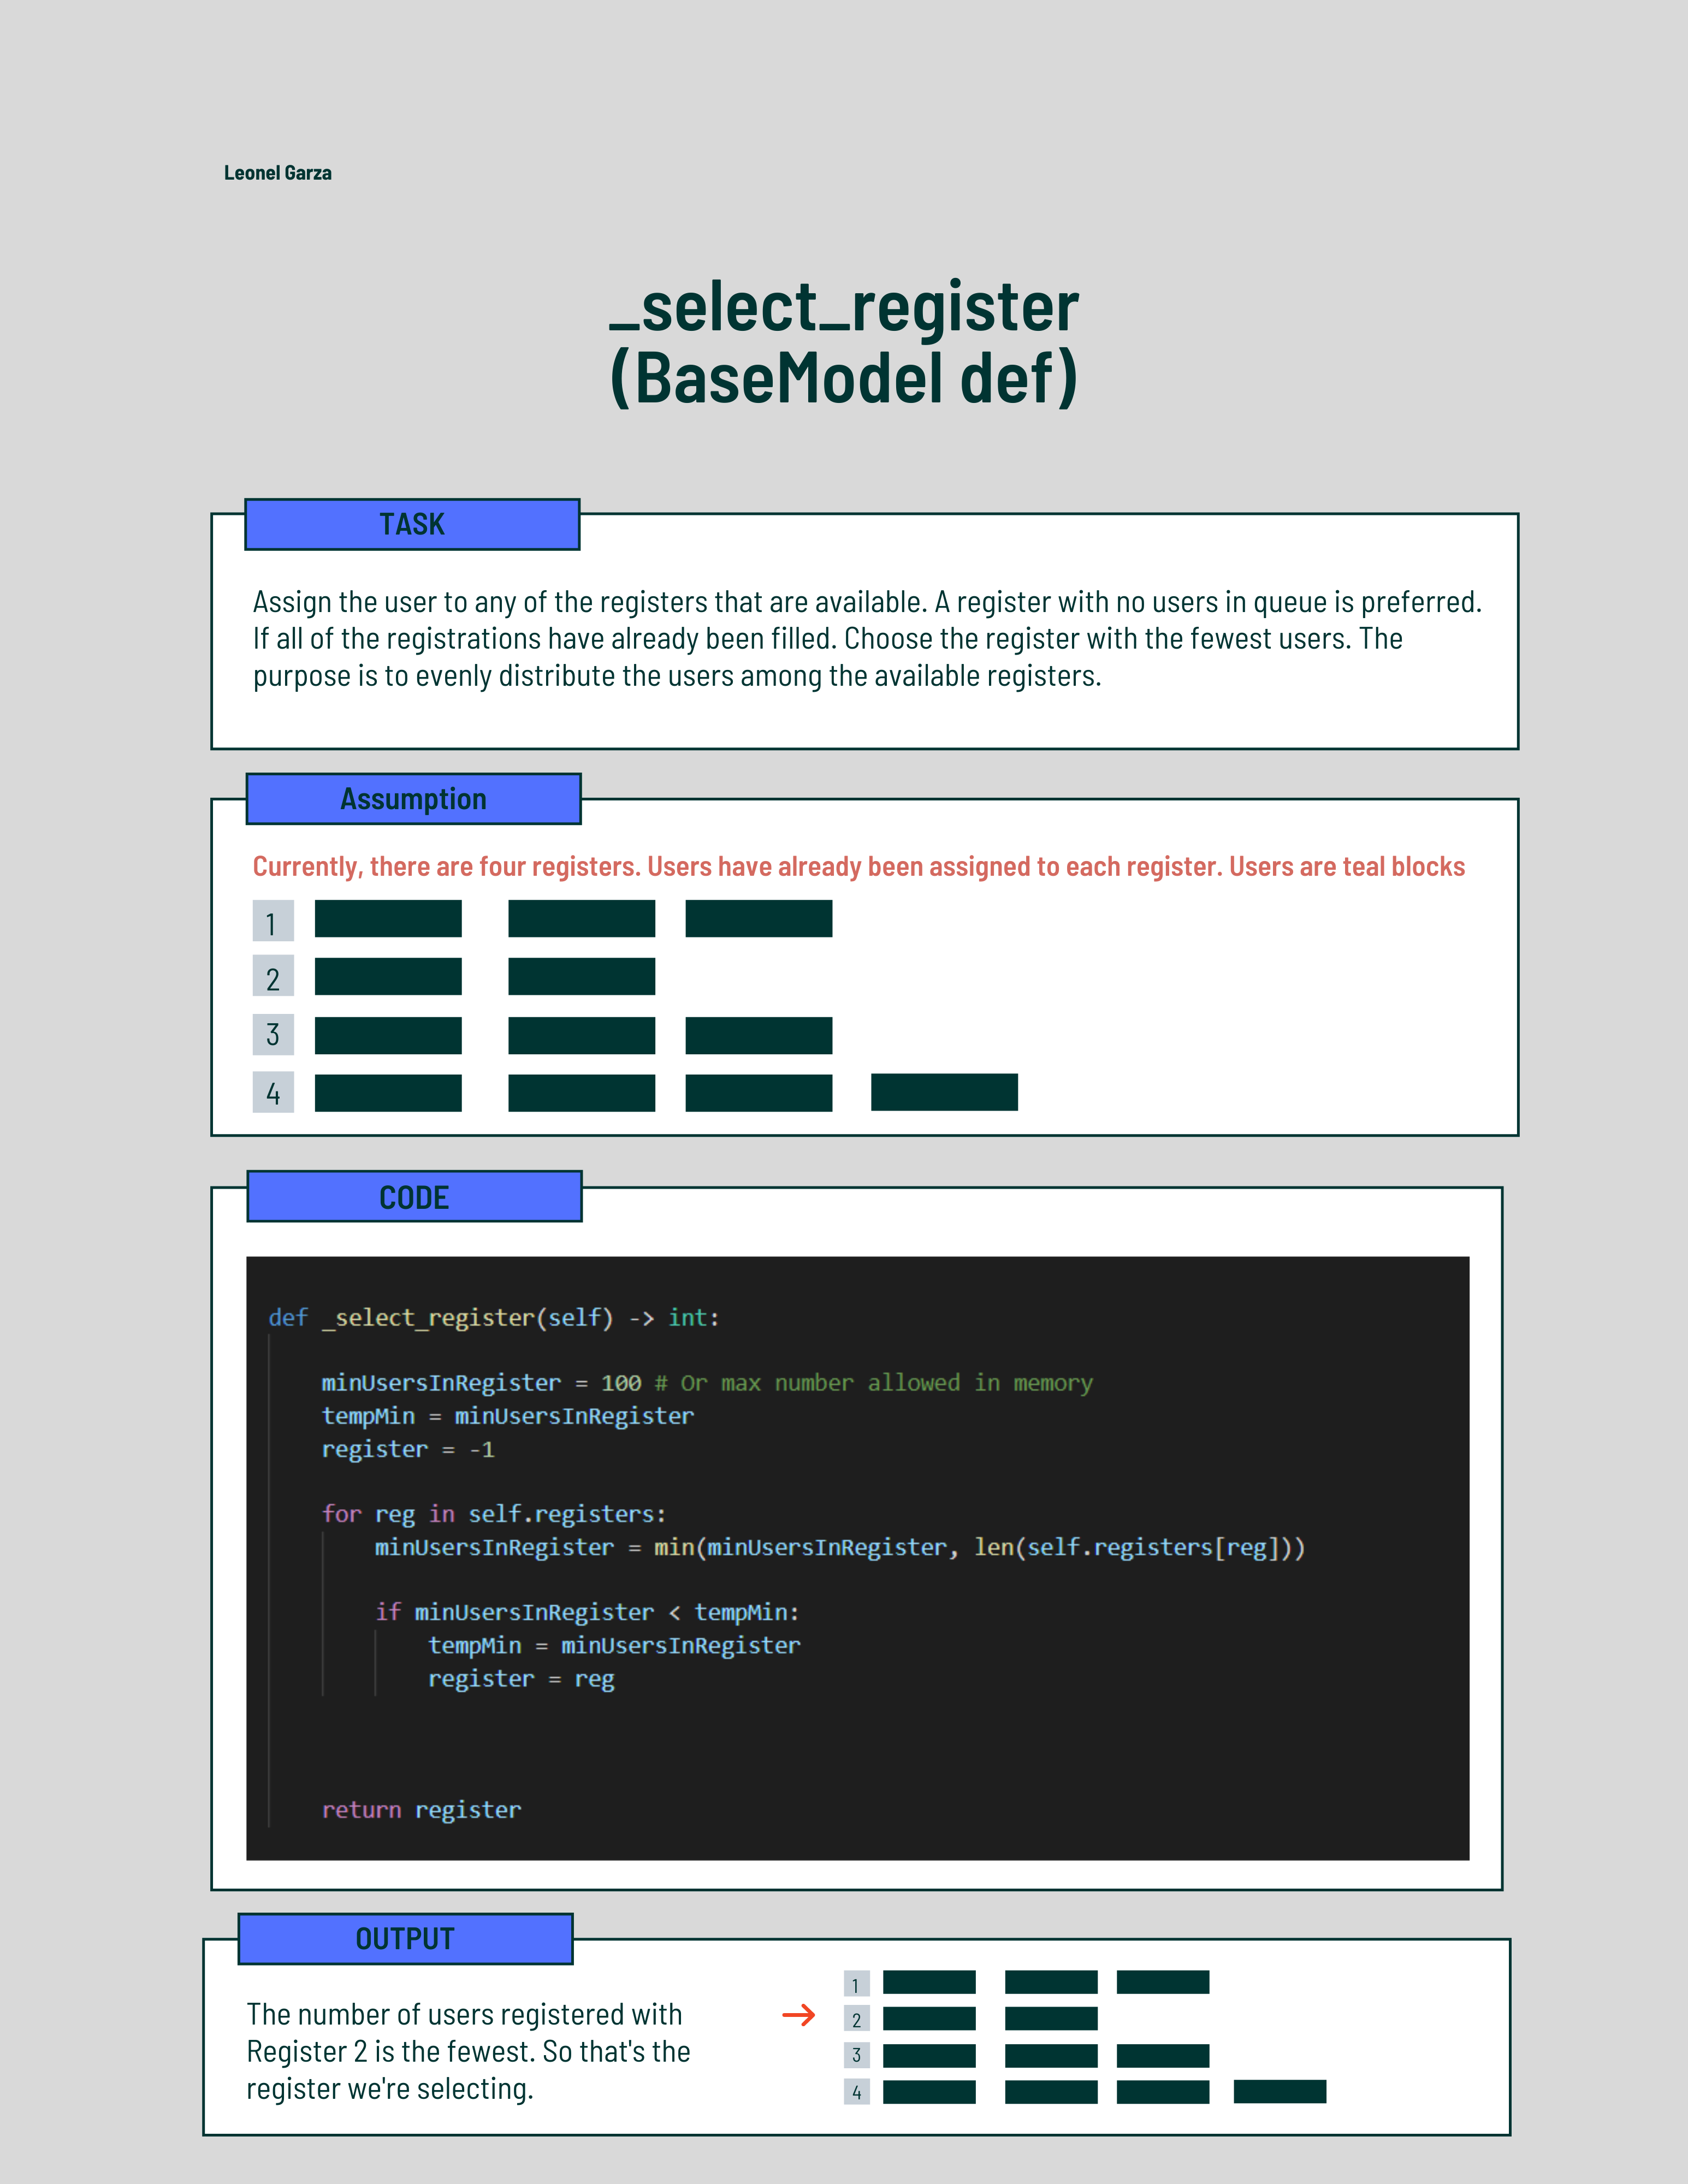 Leonel Garza
_select_register
(BaseModel def)
TASK
Assign the user to any of the registers that are available. A register with no users in queue is preferred.
If all of the registrations have already been filled. Choose the register with the fewest users. The
purpose is to evenly distribute the users among the available registers.
Assumption
Currently, there are four registers. Users have already been assigned to each register. Users are teal blocks
1
2
3
4
CODE
def _select_register(self) -> int:
minUsersInRegister = 100 # Or max number allowed in memory
tempMin = minUsersInRegister
register = -1
for reg in self.registers:
minUsersInRegister = min(minUsersInRegister, len(self.registers[reg]))
if minUsersInRegister < tempMin:
tempMin = minUsersInRegister
register = reg
return register
OUTPUT
The number of users registered with
Register 2 is the fewest. So that's the
register we're selecting.
1
2
3
4